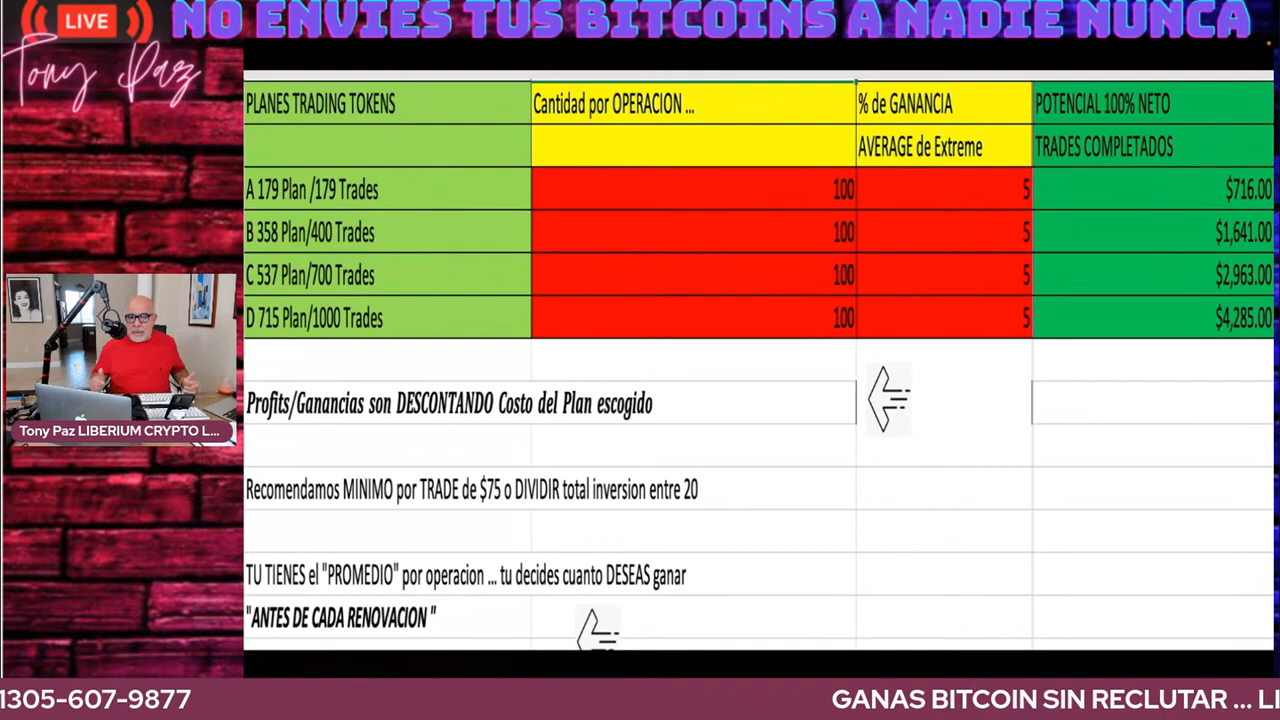 LIVE
NO ENVIES TUS BITCOINS A NADIE NUNCA
Tony Paz
PLANES TRADING TOKENS Cantidad por OPERACION ... % de GANANCIA POTENCIAL 100% NETO
AVERAGE de Extreme TRADES COMPLETADOS
A 179 Plan /179 Trades 100 5 $716.00
B 358 Plan/400 Trades 100 5 $1,641.00
C 537 Plan/700 Trades 100 5 $2,963.00
D 715 Plan/1000 Trades 100 5 $4,285.00
Profits/Ganancias son DESCONTANDO Costo del Plan escogido
Tony Paz LIBERIUM CRYPTO L...
Recomendamos MINIMO por TRADE de $75 o DIVIDIR total inversion entre 20
TU TIENES el "PROMEDIO" por operacion ... tu decides cuanto DESEAS ganar
"ANTES DE CADA RENOVACION "
1305-607-9877 GANAS BITCOIN SIN RECLUTAR ... LI